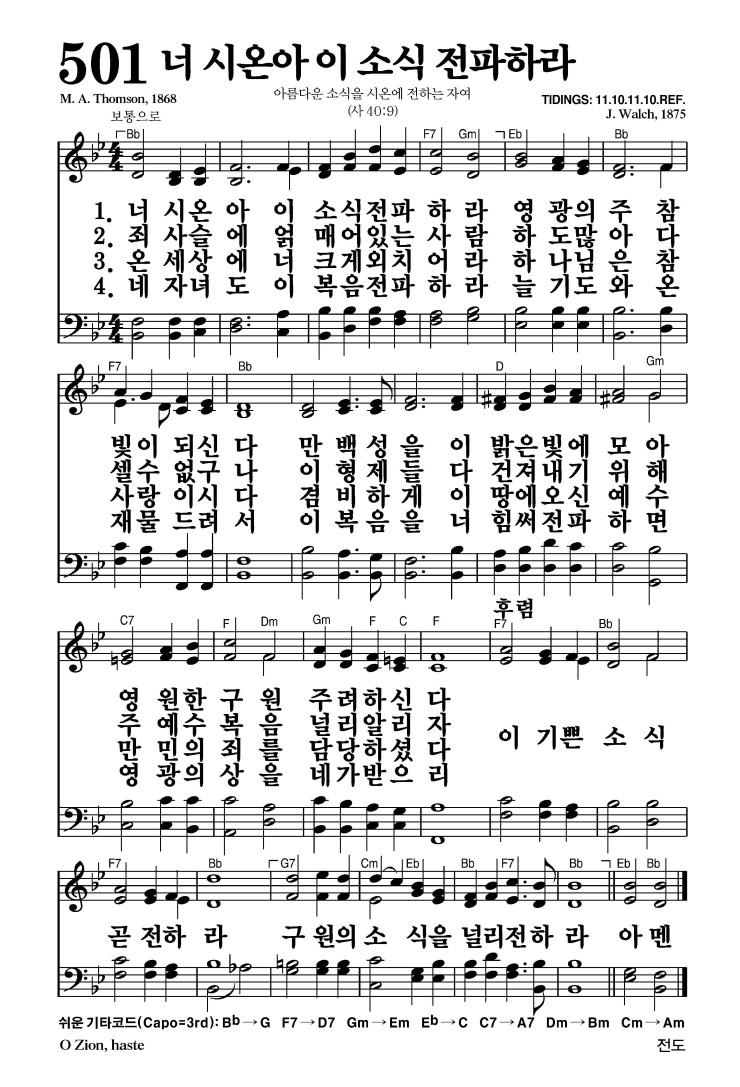 501 너 시온아 이 소식 전파하라
M. A. Thomson, 1868
아름다운 소식을 시온에 전하는 자여
TIDINGS: 11.10.11.10.REF.
보통으로
(사 40:9)
J. Walch, 1875
Bb F7 Gm Eb Bb
1. 너 시온 아 이 소식전파 하 라 영 광의 주 참
2. 죄 사슬 에 얽 매어있는 사 람 하 도많 아 다
3. 온 세상 에 너 크게외치 어 라 하 나님 은 참
4. 네 자녀 도 이 복음전파 하 라 늘 기도 와 온
F7 Bb D Gm
빛이 되신 다 만 백 성 을 이 밝은빛에 모 아
셀수 없구 나 이 형 제 들 다 건져내기 위 해
사랑 이시 다 겸 비 하 게 이 땅에오신 예 수
재물 드려 서 이 복 음 을 너 힘써전파 하 면
후렴
C7 F Dm Gm F C F F7 Bb
영 원한 구 원 주려하신 다
주 예수 복 음 널리알리 자
만 민의 죄 를 담당하셨 다
영 광의 상 을 네가받으 리
이 기쁜 소 식
F7 Bb G7 Cm Eb Bb F7 Bb Eb Bb
곧 전하 라 구 원의 소 식을 널리전하 라 아 멘
쉬운 기타코드(Capo=3rd): Bb→G F7→D7 Gm→Em Eb→C C7→A7 Dm→Bm Cm→Am
O Zion, haste
전도